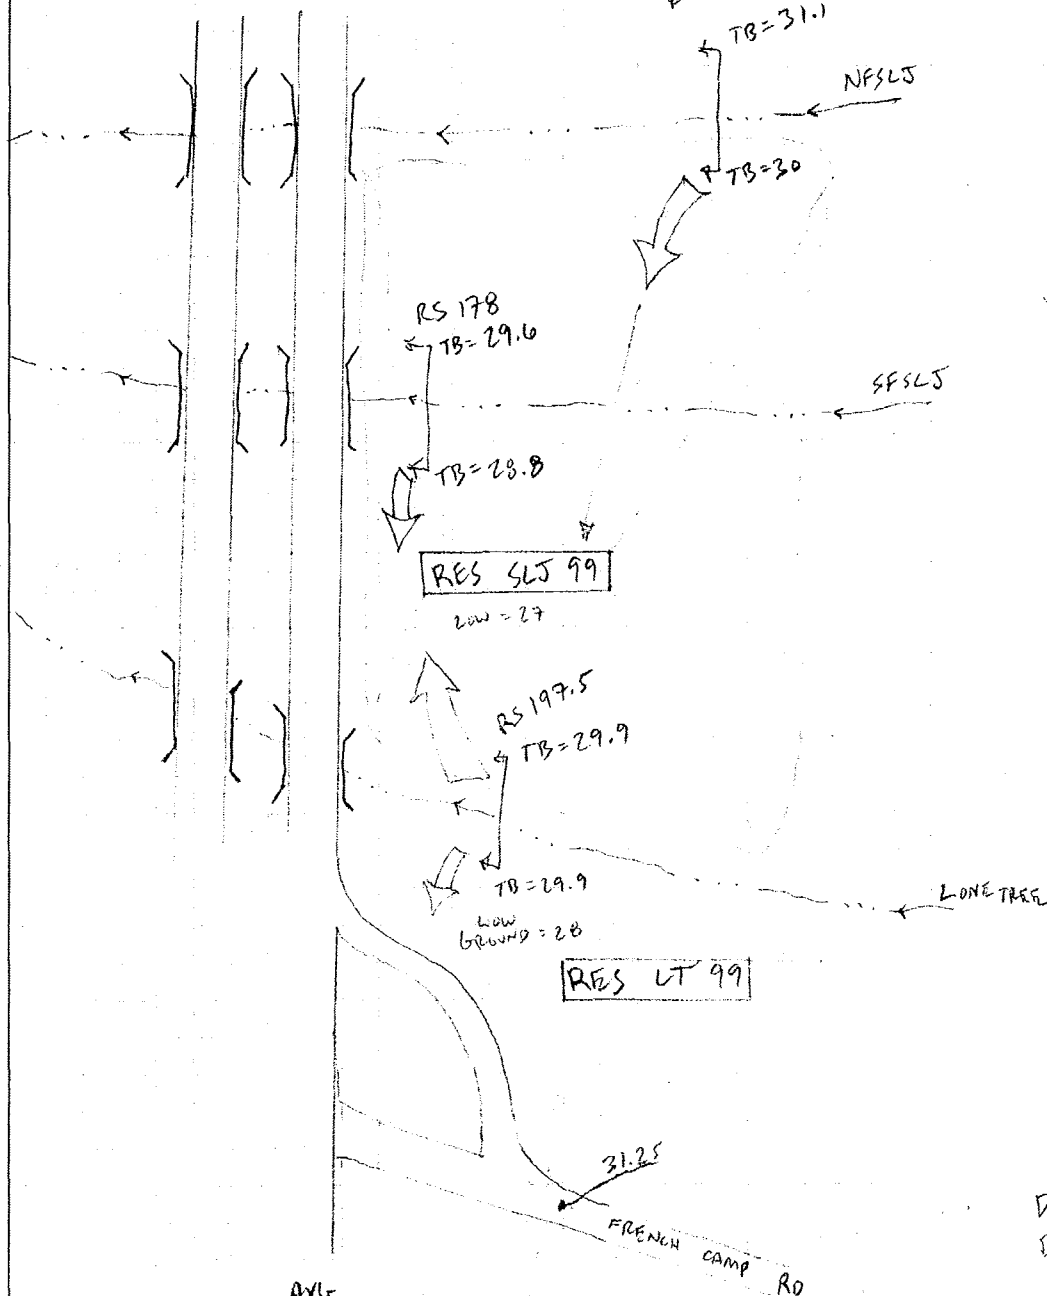 TB=31.1
NFSLJ
TB=30
RS 178
TB=29.6
SFSLJ
TB=28.8
RES SLJ 99
LOW = 27
RS 197.5
TB=29.9
TB=29.9
LONE TREE
LOW
GROUND = 28
RES LT 99
31.25
FRENCH CAMP RD